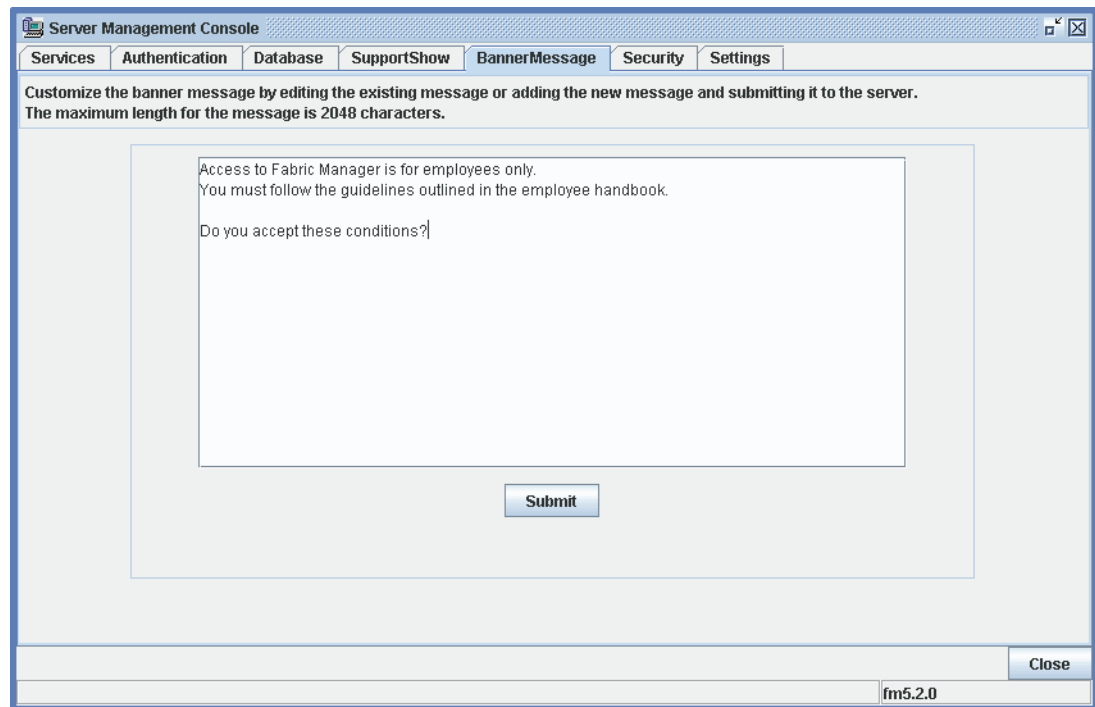 Server Management Console
Services Authentication Database SupportShow BannerMessage Security Settings
Customize the banner message by editing the existing message or adding the new message and submitting it to the server.
The maximum length for the message is 2048 characters.
Access to Fabric Manager is for employees only.
You must follow the guidelines outlined in the employee handbook.
Do you accept these conditions?
Submit
Close
fm5.2.0